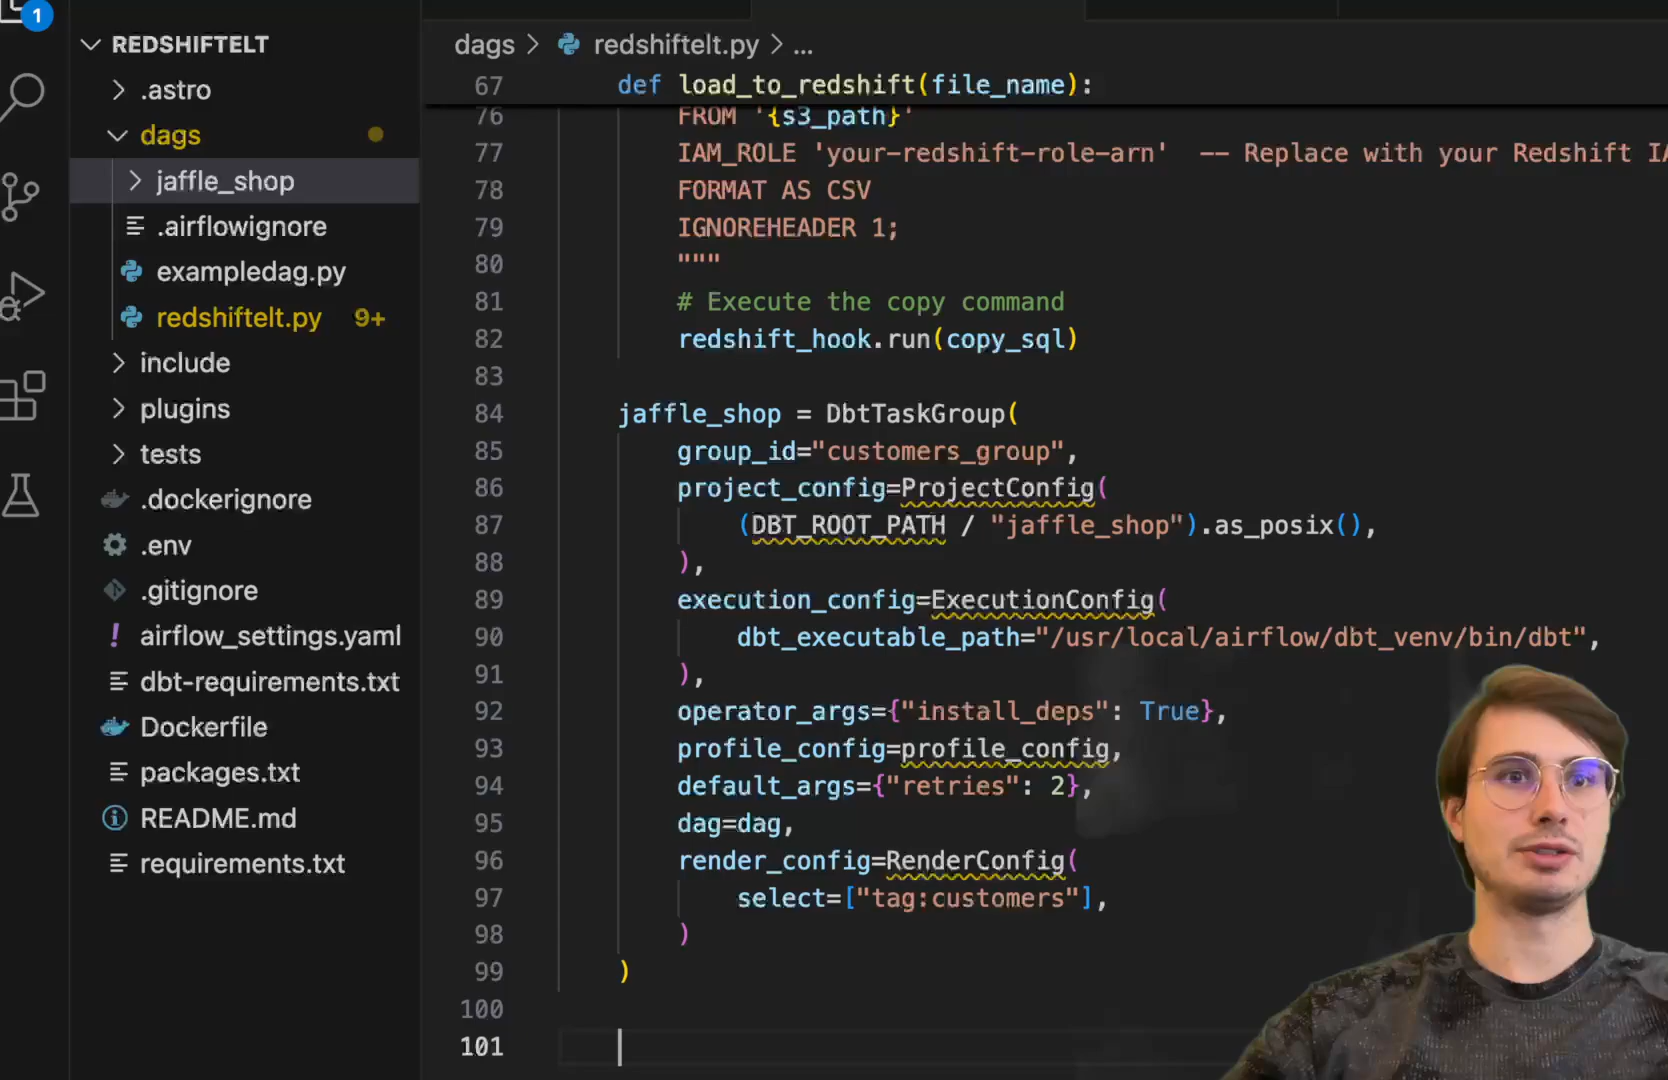 1
REDSHIFTELT
.astro
dags
jaffle_shop
.airflowignore
exampledag.py
redshiftelt.py 9+
include
plugins
tests
.dockerignore
.env
.gitignore
! airflow_settings.yaml
dbt-requirements.txt
Dockerfile
packages.txt
README.md
requirements.txt
dags > redshiftelt.py > ...
67 def load_to_redshift(file_name):
76 FROM '{s3_path}'
77 IAM_ROLE 'your-redshift-role-arn' -- Replace with your Redshift IA
78 FORMAT AS CSV
79 IGNOREHEADER 1;
80 """
81 # Execute the copy command
82 redshift_hook.run(copy_sql)
83
84 jaffle_shop = DbtTaskGroup(
85 group_id="customers_group",
86 project_config=ProjectConfig(
87 (DBT_ROOT_PATH / "jaffle_shop").as_posix(),
88 ),
89 execution_config=ExecutionConfig(
90 dbt_executable_path="/usr/local/airflow/dbt_venv/bin/dbt",
91 ),
92 operator_args={"install_deps": True},
93 profile_config=profile_config,
94 default_args={"retries": 2},
95 dag=dag,
96 render_config=RenderConfig(
97 select=["tag:customers"],
98 )
99 )
100
101